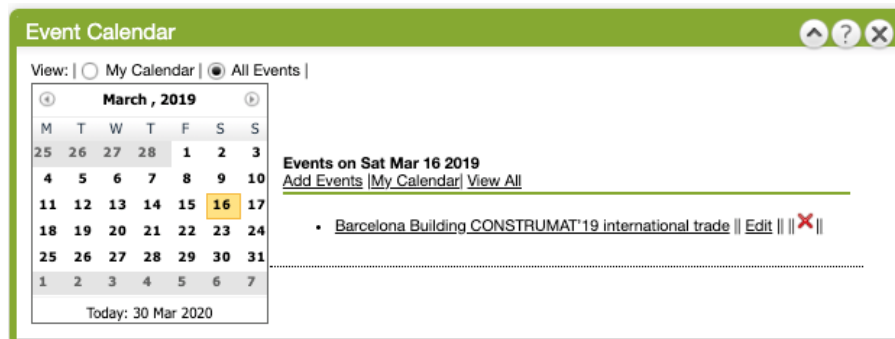 Event Calendar
?
View: | My Calendar | All Events |
March , 2019
M T W T F S S
25 26 27 28 1 2 3
4 5 6 7 8 9 10
11 12 13 14 15 16 17
18 19 20 21 22 23 24
25 26 27 28 29 30 31
1 2 3 4 5 6 7
Today: 30 Mar 2020
Events on Sat Mar 16 2019
Add Events |My Calendar| View All
• Barcelona Building CONSTRUMAT'19 international trade || Edit || || ||